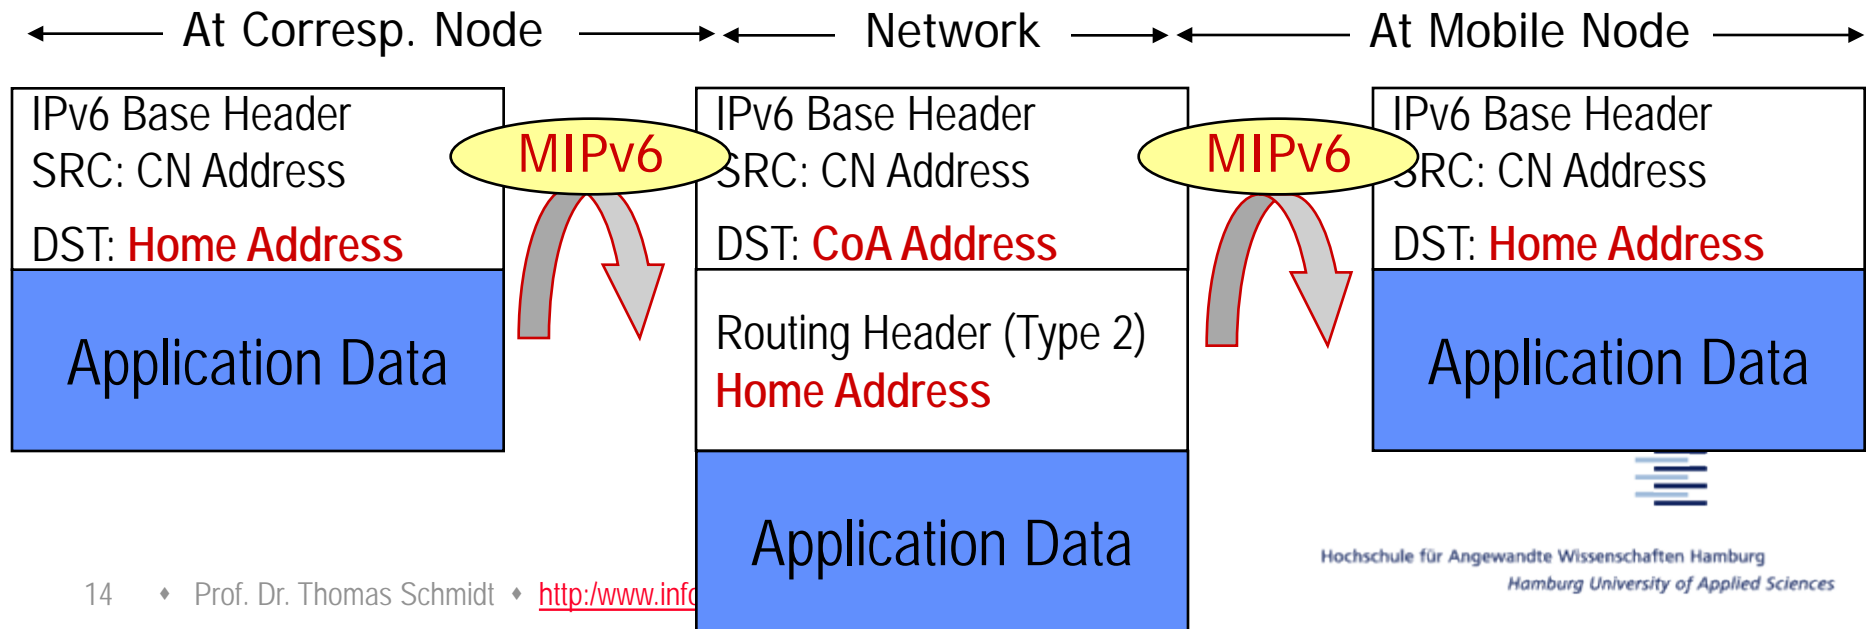 At Corresp. Node
Network
At Mobile Node
IPv6 Base Header
SRC: CN Address
DST: Home Address
Application Data
MIPv6
IPv6 Base Header
SRC: CN Address
DST: CoA Address
Routing Header (Type 2)
Home Address
Application Data
MIPv6
IPv6 Base Header
SRC: CN Address
DST: Home Address
Application Data
Hochschule für Angewandte Wissenschaften Hamburg
Hamburg University of Applied Sciences
14 • Prof. Dr. Thomas Schmidt • http:/www.info